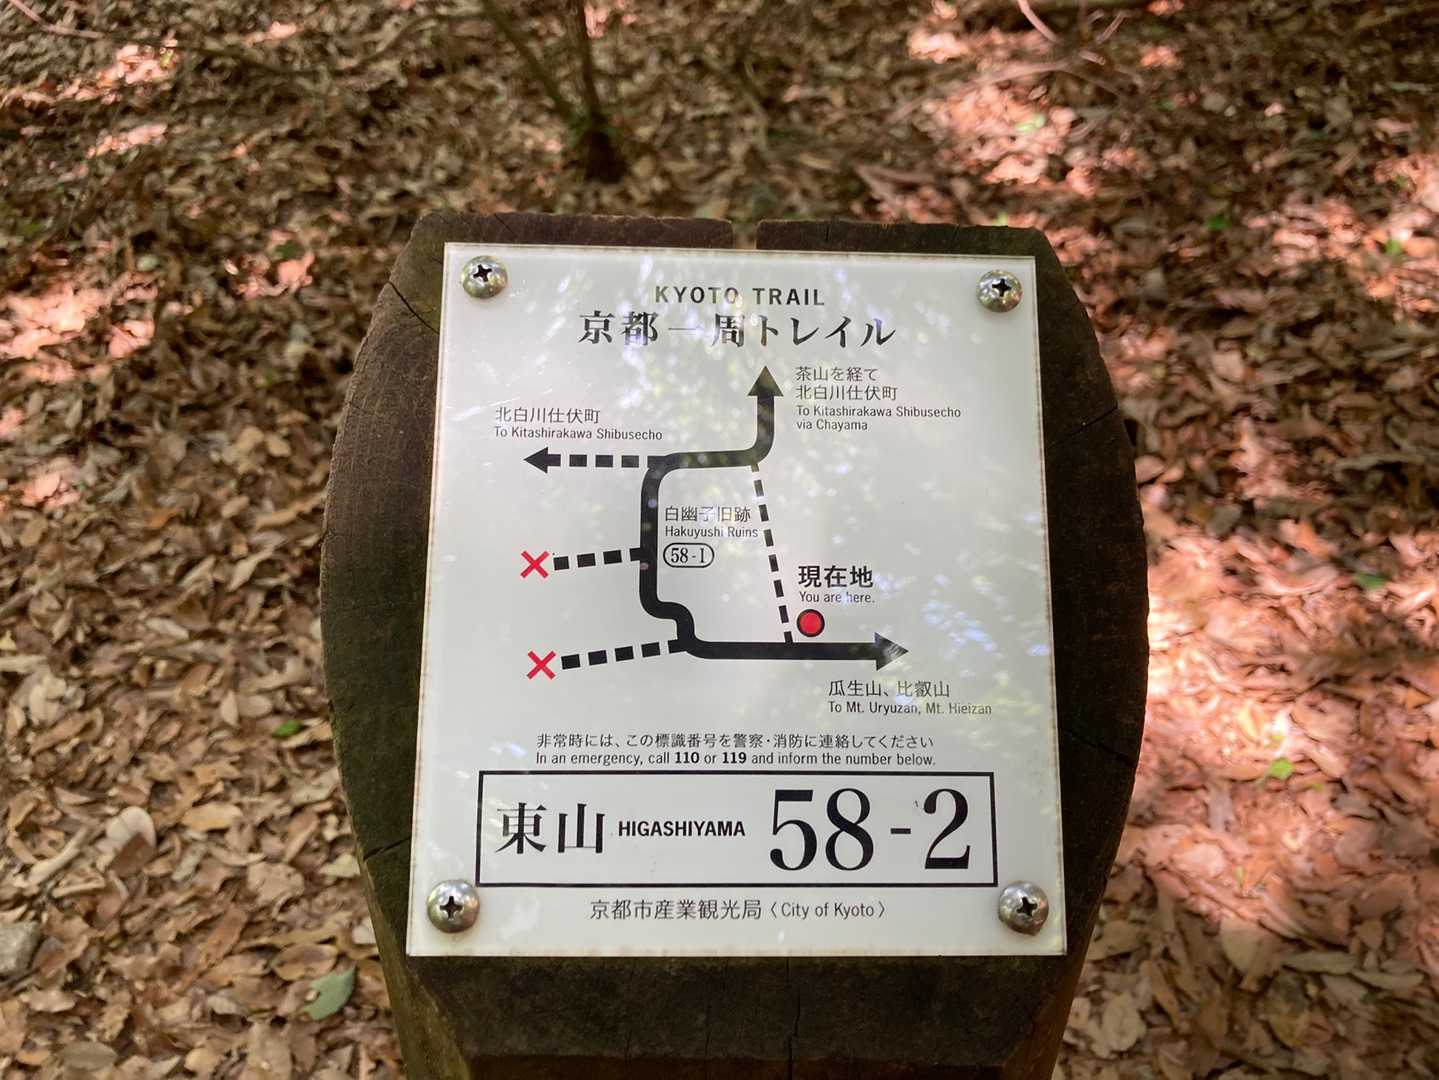 KYOTO TRAIL
京都一周トレイル
茶山を経て
北白川仕伏町
To Kitashirakawa Shibusecho
via Chayama
北白川仕伏町
To Kitashirakawa Shibusecho
白幽子旧跡
Hakuyushi Ruins
58-1
現在地
You are here.
瓜生山、比叡山
To Mt. Uryuzan, Mt. Hieizan
非常時には、この標識番号を警察・消防に連絡してください
In an emergency, call 110 or 119 and inform the number below.
東山 HIGASHIYAMA 58-2
京都市産業観光局〈City of Kyoto〉